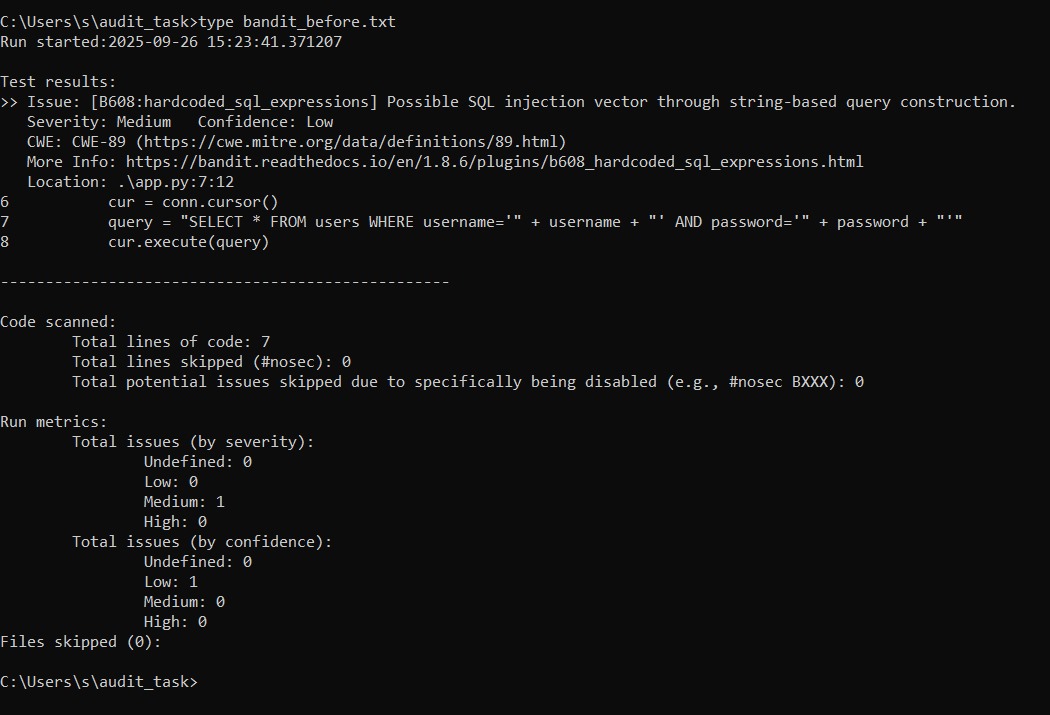 C:\Users\s\audit_task>type bandit_before.txt
Run started:2025-09-26 15:23:41.371207

Test results:
>> Issue: [B608:hardcoded_sql_expressions] Possible SQL injection vector through string-based query construction.
   Severity: Medium   Confidence: Low
   CWE: CWE-89 (https://cwe.mitre.org/data/definitions/89.html)
   More Info: https://bandit.readthedocs.io/en/1.8.6/plugins/b608_hardcoded_sql_expressions.html
   Location: .\app.py:7:12
6           cur = conn.cursor()
7           query = "SELECT * FROM users WHERE username='" + username + "' AND password='" + password + "'"
8           cur.execute(query)

--------------------------------------------------

Code scanned:
        Total lines of code: 7
        Total lines skipped (#nosec): 0
        Total potential issues skipped due to specifically being disabled (e.g., #nosec BXXX): 0

Run metrics:
        Total issues (by severity):
                Undefined: 0
                Low: 0
                Medium: 1
                High: 0
        Total issues (by confidence):
                Undefined: 0
                Low: 1
                Medium: 0
                High: 0
Files skipped (0):

C:\Users\s\audit_task>